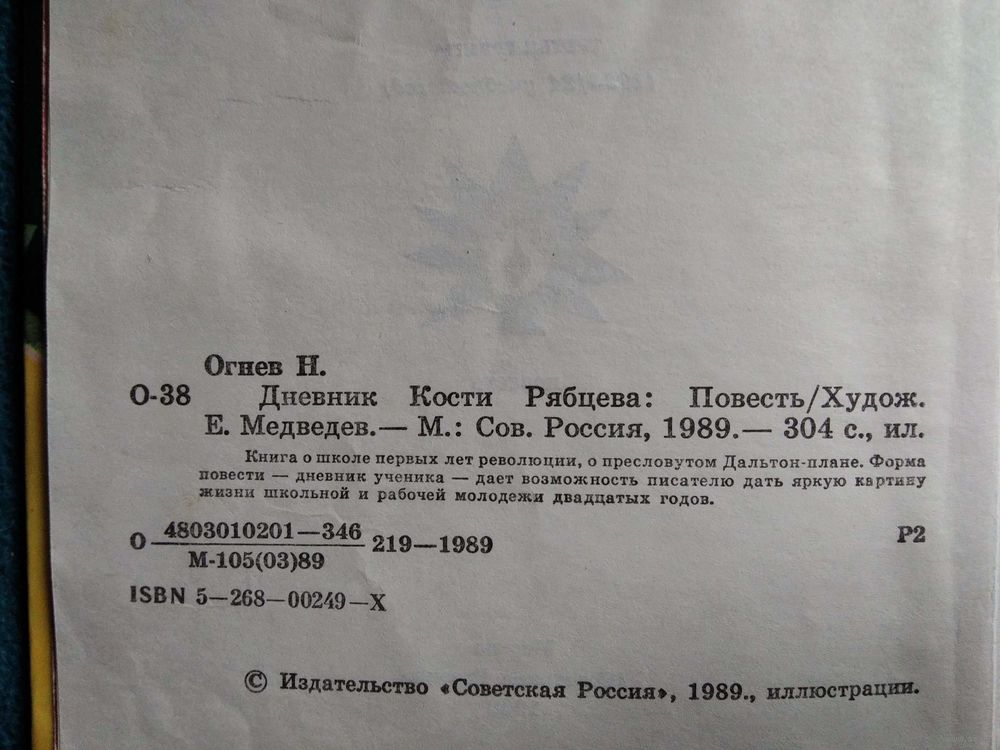 Огнев Н.
О-38 Дневник Кости Рябцева: Повесть/Худож.
Е. Медведев.— М.: Сов. Россия, 1989.— 304 с., ил.
Книга о школе первых лет революции, о пресловутом Дальтон-плане. Форма
повести — дневник ученика — дает возможность писателю дать яркую картину
жизни школьной и рабочей молодежи двадцатых годов.
О 4803010201—346 219—1989 Р2
М-105(03)89
ISBN 5—268—00249—X
© Издательство «Советская Россия», 1989., иллюстрации.